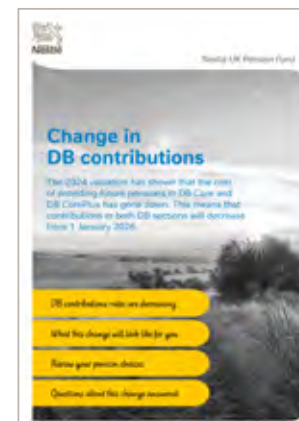 Nestlé
Nestlé UK Pension Fund
Change in
DB contributions
The 2024 valuation has shown that the cost
of providing future pensions in DB Core and
DB CorePlus has gone down. This means that
contributions in both DB sections will decrease
from 1 January 2026.
DB contribution rates are decreasing
What this change will look like for you
Review your pension choices
Questions about this change answered